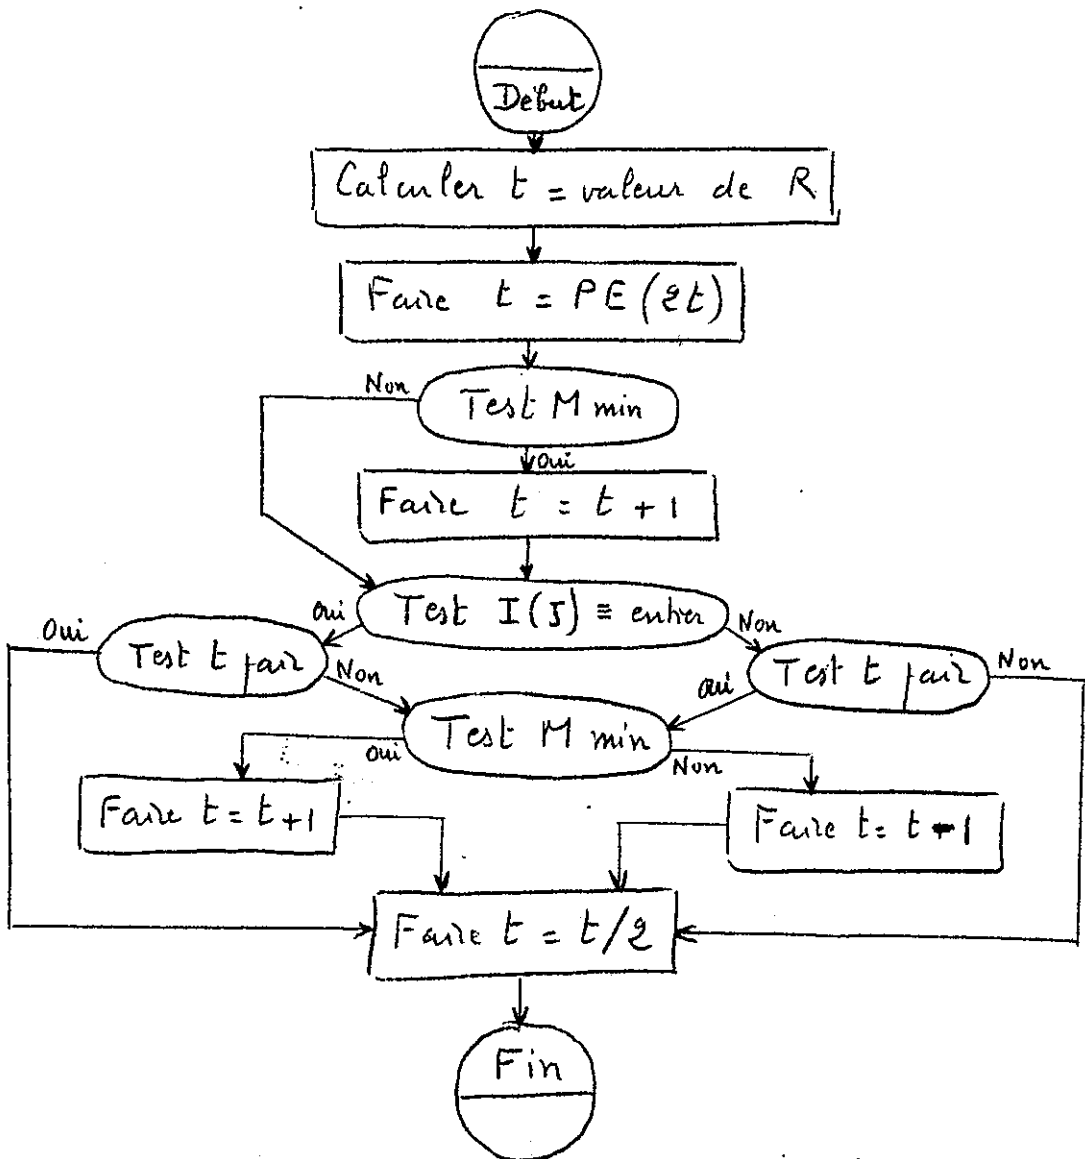 Début
Calculer t = valeur de R
Faire t = PE(2t)
Test M min
Non
Oui
Faire t = t + 1
Test I(J) ≡ entier
Oui
Non
Oui
Test t pair
Non
Test t pair
Non
Oui
Test M min
Oui
Non
Faire t = t+1
Faire t = t-1
Faire t = t/2
Fin